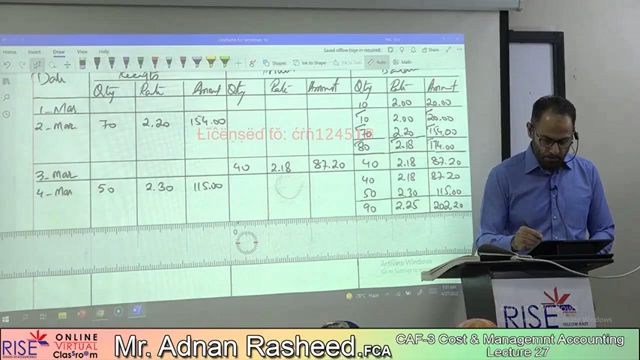 Draw
Date Receipts
Qty Rate Amount Qty Rate Amount Qty Rate Amount
1-Mar 10 2.00 20.00
2-Mar 70 2.20 154.00 10 2.00 20.00
70 2.20 154.00
80 2.18 174.00
Licensed to: crn124518
3-Mar 40 2.18 87.20 40 2.18 87.20
4-Mar 50 2.30 115.00 40 2.18 87.20
50 2.30 115.00
90 2.25 202.20
RISE
RISE ONLINE VIRTUAL Classroom
Mr. Adnan Rasheed.FCA
CAF-3 Cost & Managemnt Accounting
Lecture 27